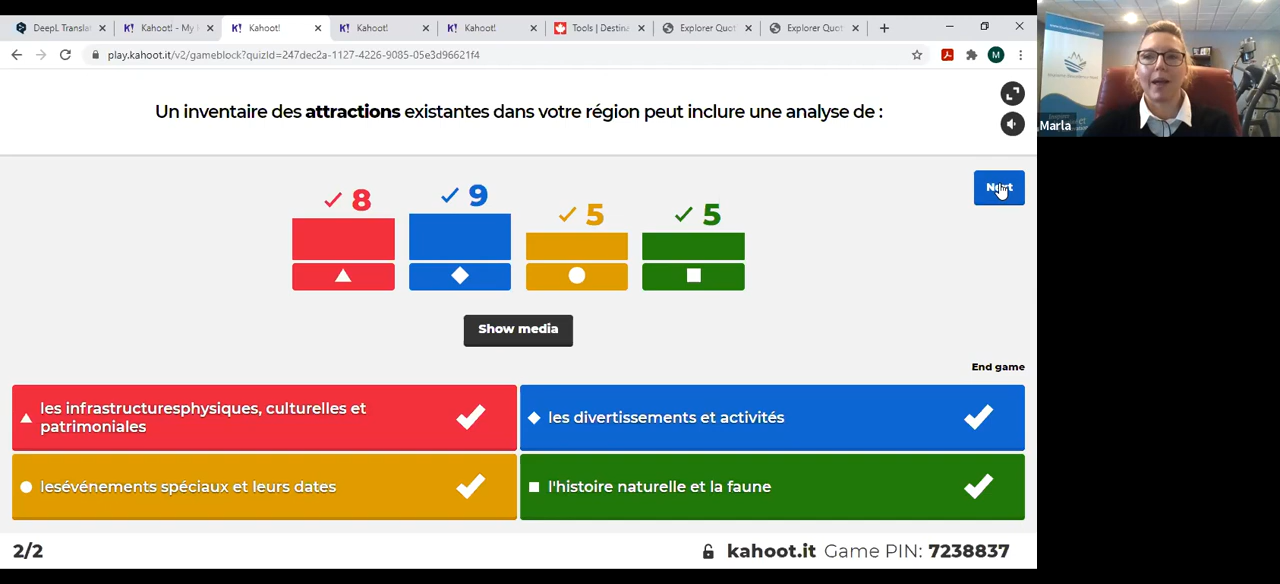 DeepL Translat
Kahoot! - My K
Kahoot!
Kahoot!
Kahoot!
Tools | Destina
Explorer Quot
Explorer Quot
play.kahoot.it/v2/gameblock?quizId=247dec2a-1127-4226-9085-05e3d96621f4
M
Un inventaire des attractions existantes dans votre région peut inclure une analyse de :
Marla
Next
8
9
5
5
Show media
End game
les infrastructuresphysiques, culturelles et
patrimoniales
les divertissements et activités
lesévénements spéciaux et leurs dates
l'histoire naturelle et la faune
2/2
kahoot.it Game PIN: 7238837